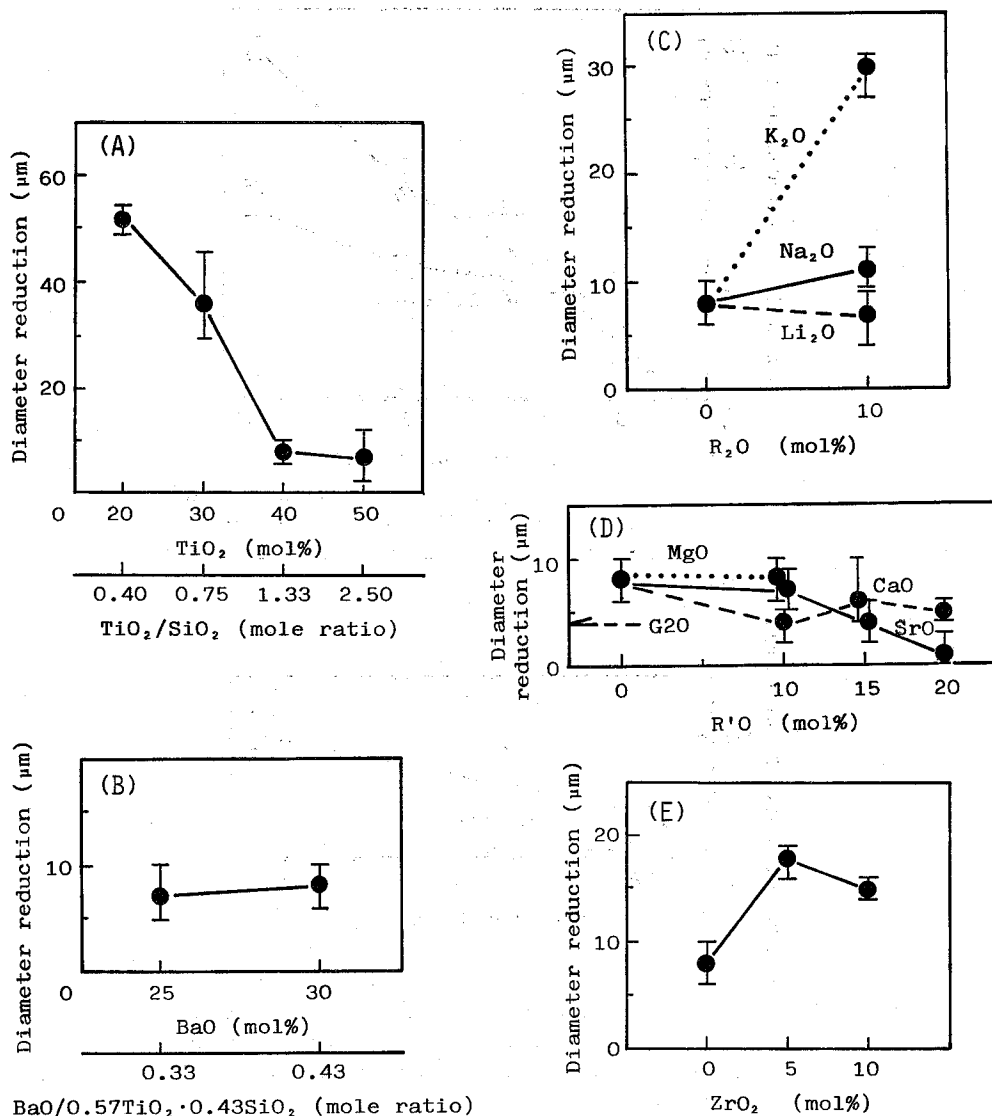 (A)
Diameter reduction (μm)
60
40
20
0
20 30 40 50
TiO₂ (mol%)
0.40 0.75 1.33 2.50
TiO₂/SiO₂ (mole ratio)
(B)
Diameter reduction (μm)
10
0
25 30
BaO (mol%)
0.33 0.43
BaO/0.57TiO₂·0.43SiO₂ (mole ratio)
(C)
Diameter reduction (μm)
30
20
10
0
K₂O
Na₂O
Li₂O
0 10
R₂O (mol%)
(D)
Diameter
reduction (μm)
10
0
MgO
CaO
G20
SrO
0 10 15 20
R'O (mol%)
(E)
Diameter reduction (μm)
20
10
0
0 5 10
ZrO₂ (mol%)